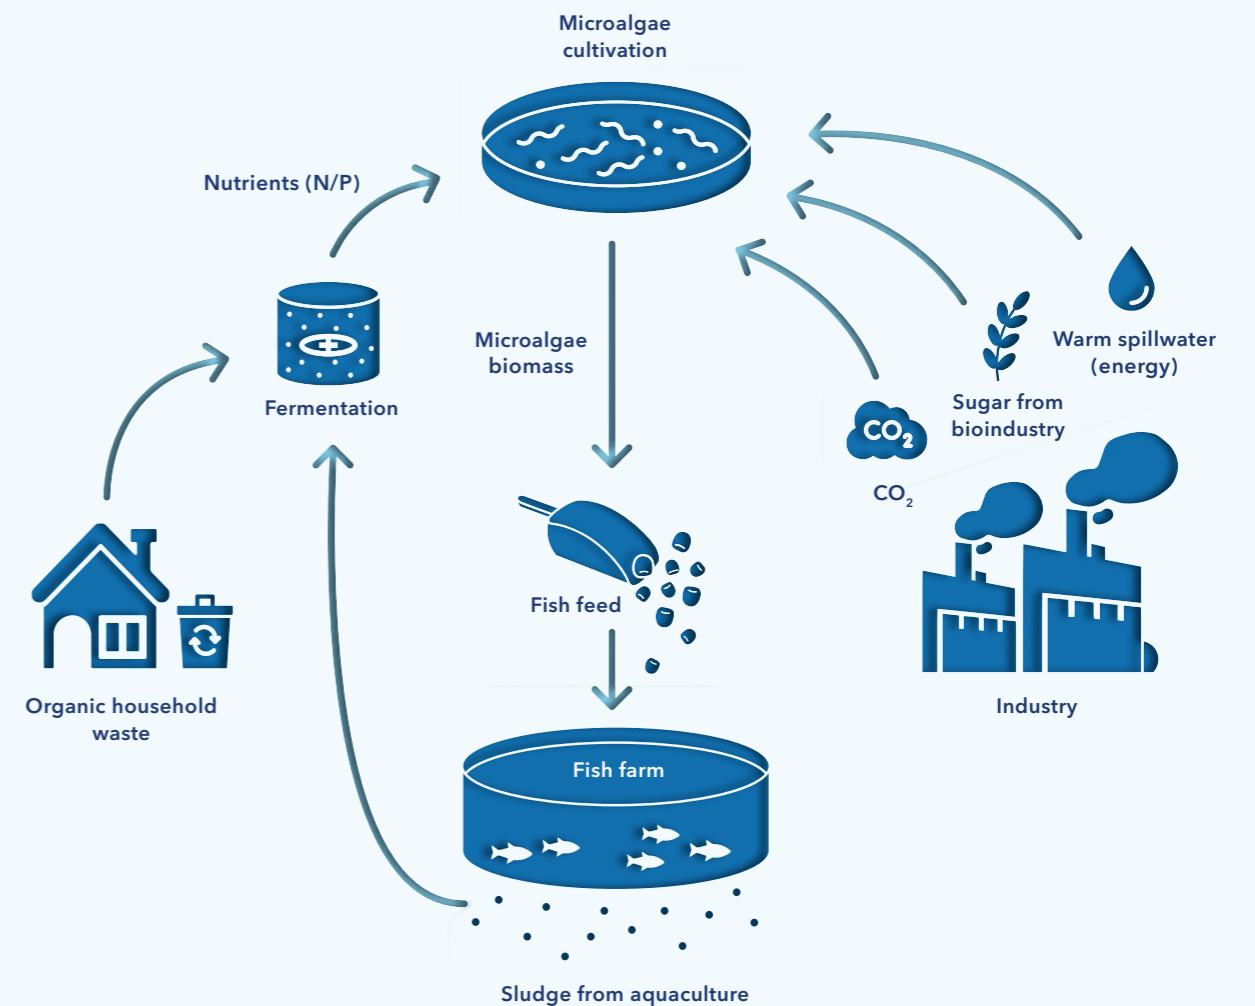 Microalgae
cultivation
Nutrients (N/P)
Fermentation
Microalgae
biomass
Warm spillwater
(energy)
Sugar from
bioindustry
CO₂
CO₂
Fish feed
Organic household
waste
Industry
Fish farm
Sludge from aquaculture